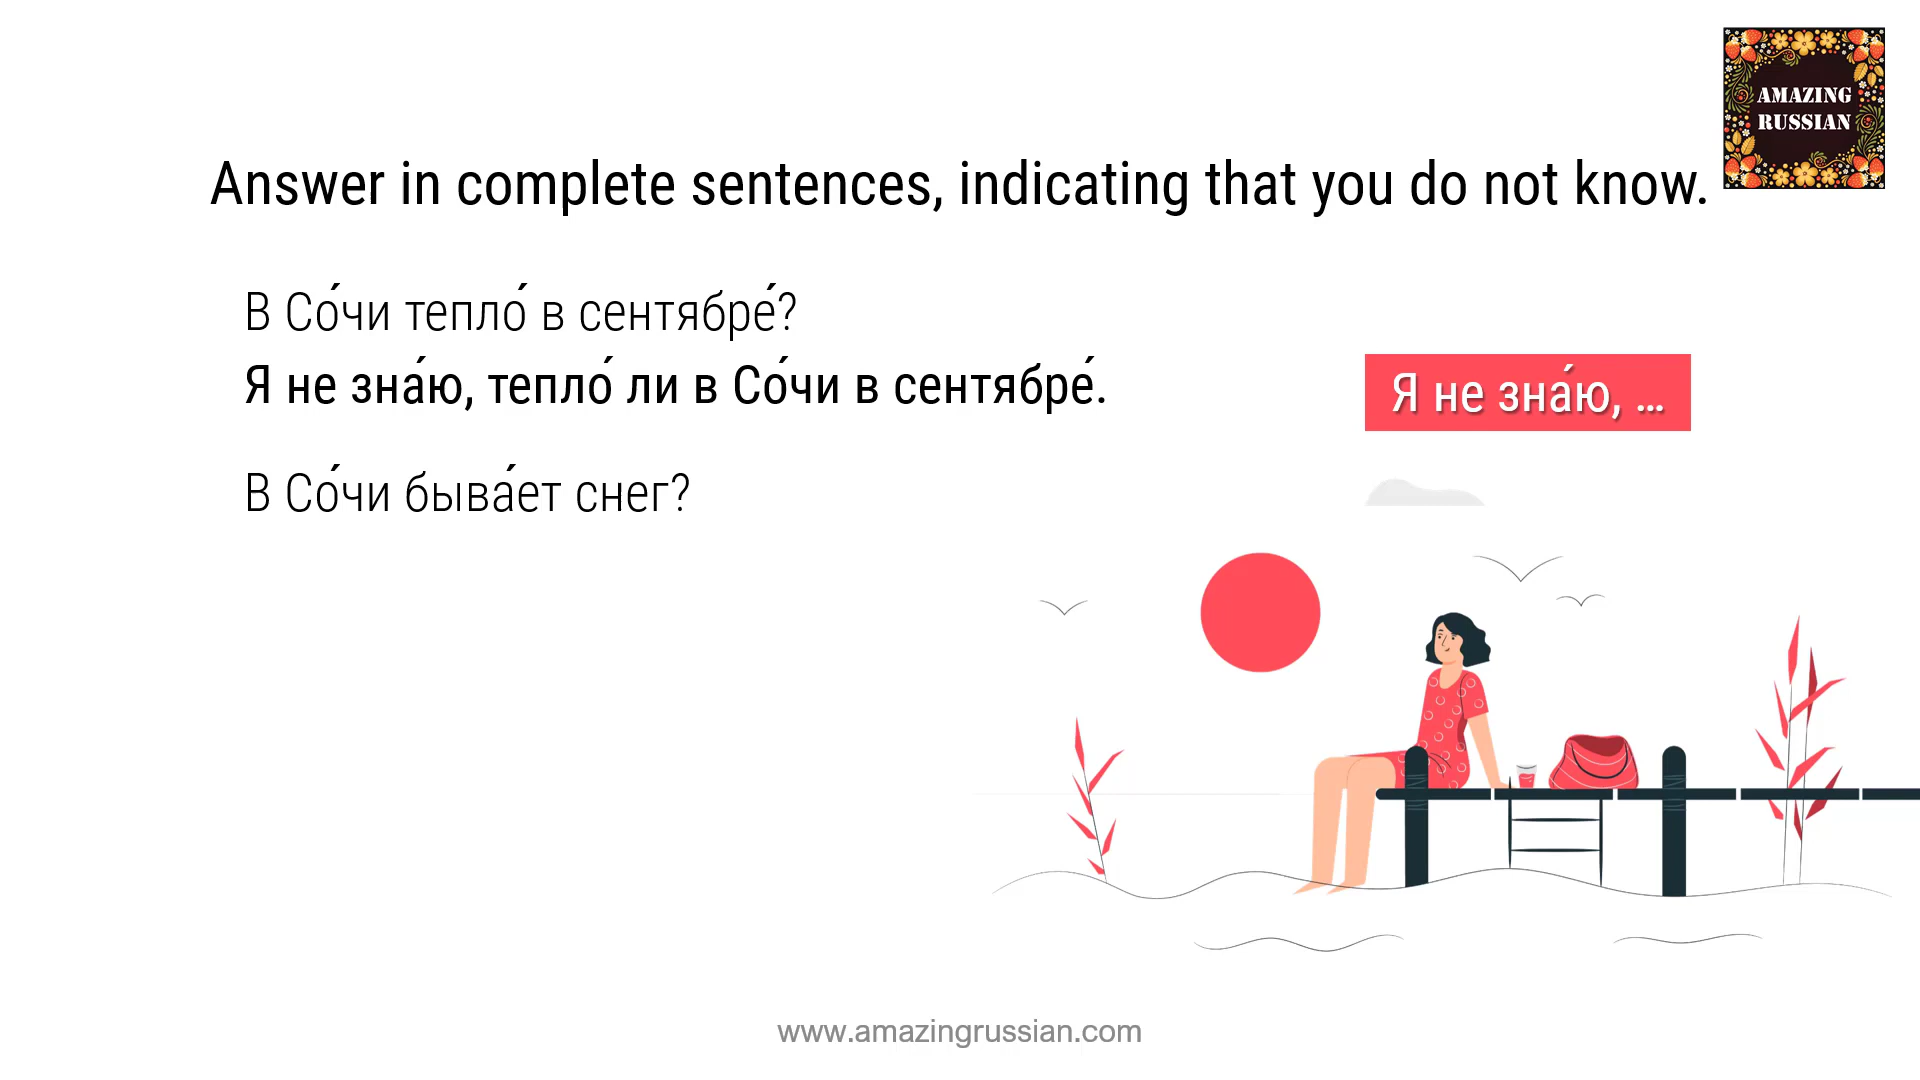 AMAZING
RUSSIAN
Answer in complete sentences, indicating that you do not know.
В Со́чи тепло́ в сентябре́?
Я не зна́ю, тепло́ ли в Со́чи в сентябре́.
Я не зна́ю, ...
В Со́чи быва́ет снег?
www.amazingrussian.com